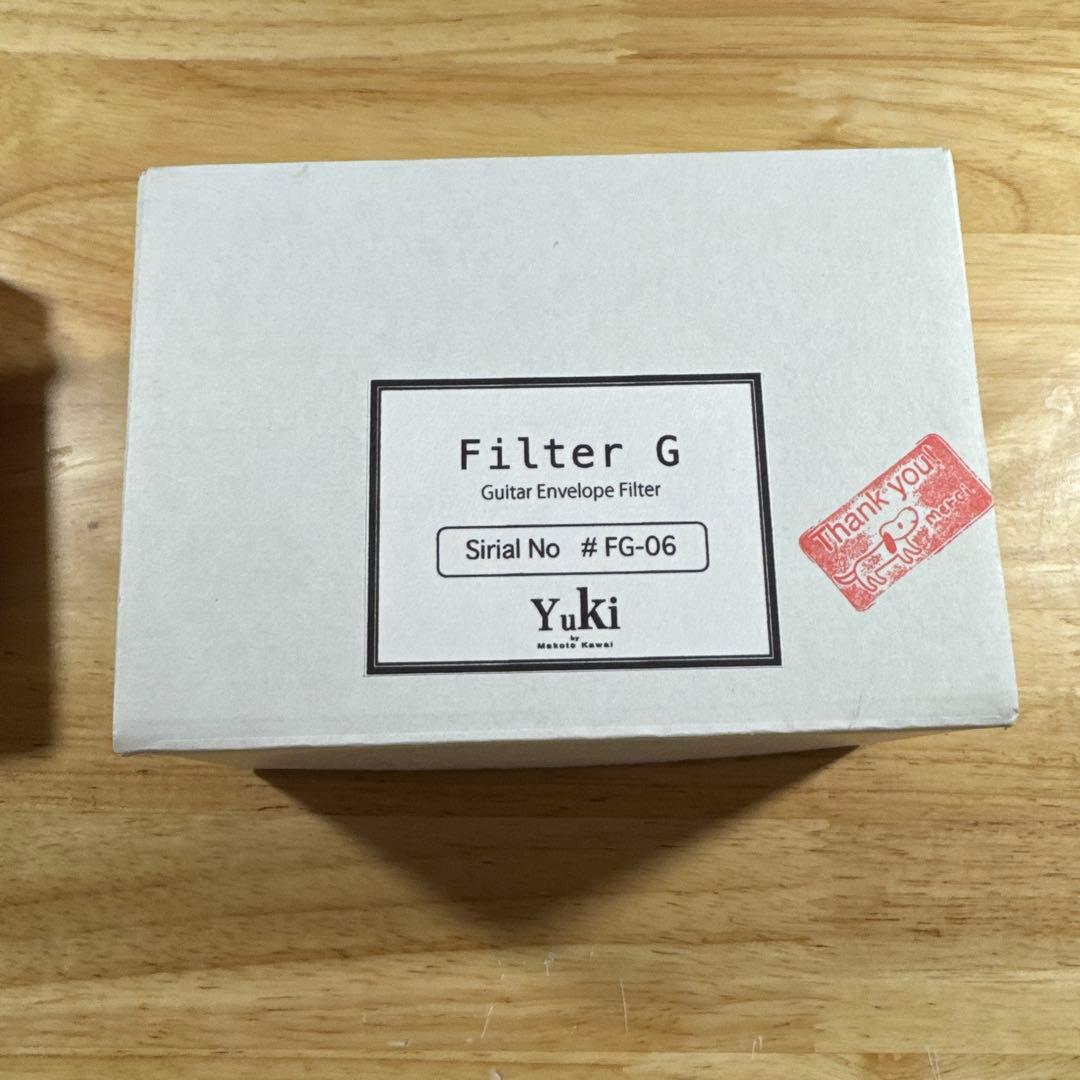 Filter G
Guitar Envelope Filter
Sirial No # FG-06
Yuki
by
Makoto Kawai
Thank you!
merci